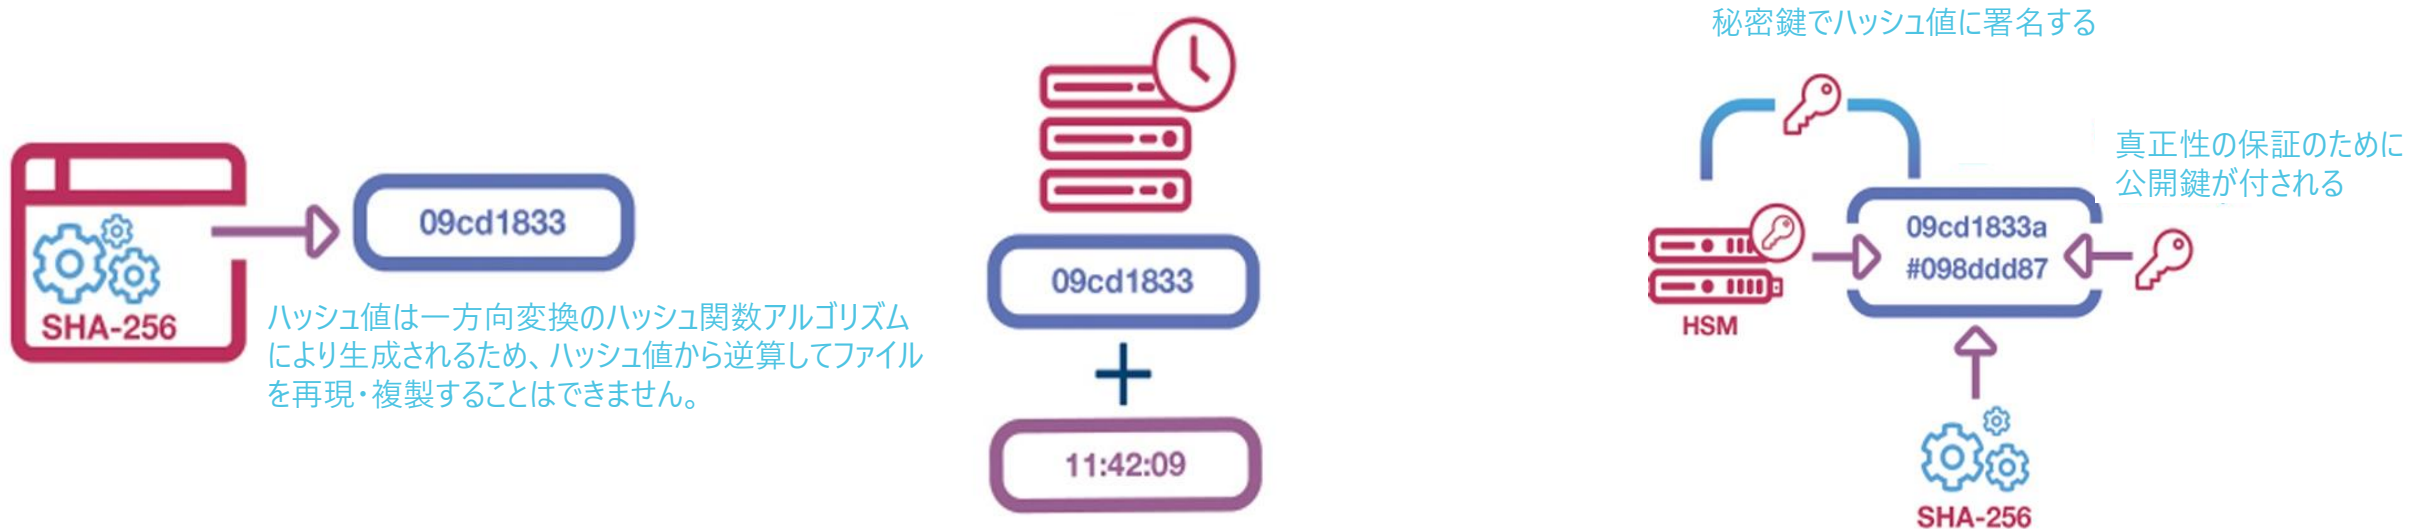 SHA-256
09cd1833
ハッシュ値は一方向変換のハッシュ関数アルゴリズム
により生成されるため、ハッシュ値から逆算してファイル
を再現・複製することはできません。
09cd1833
+
11:42:09
秘密鍵でハッシュ値に署名する
真正性の保証のために
公開鍵が付される
09cd1833a
#098ddd87
HSM
SHA-256